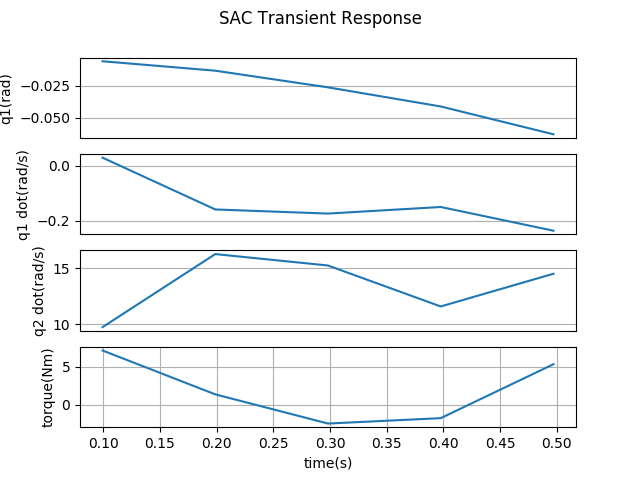 SAC Transient Response
q1(rad)
−0.025
−0.050
q1 dot(rad/s)
0.0
−0.2
q2 dot(rad/s)
15
10
torque(Nm)
5
0
0.10 0.15 0.20 0.25 0.30 0.35 0.40 0.45 0.50
time(s)